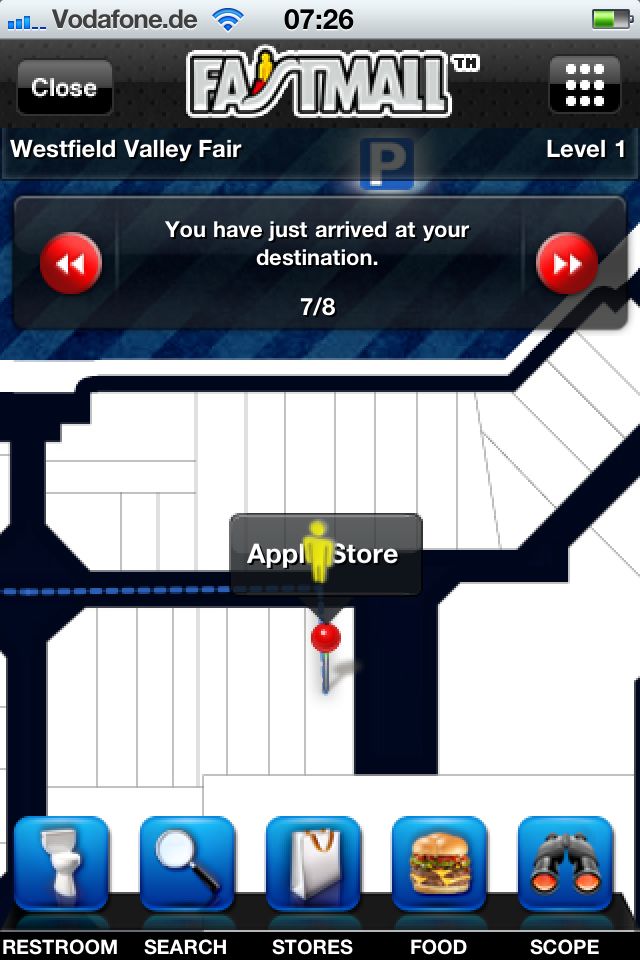 Vodafone.de 07:26
Close FASTMALL TM
Westfield Valley Fair P Level 1
You have just arrived at your
destination.
7/8
Apple Store
RESTROOM SEARCH STORES FOOD SCOPE